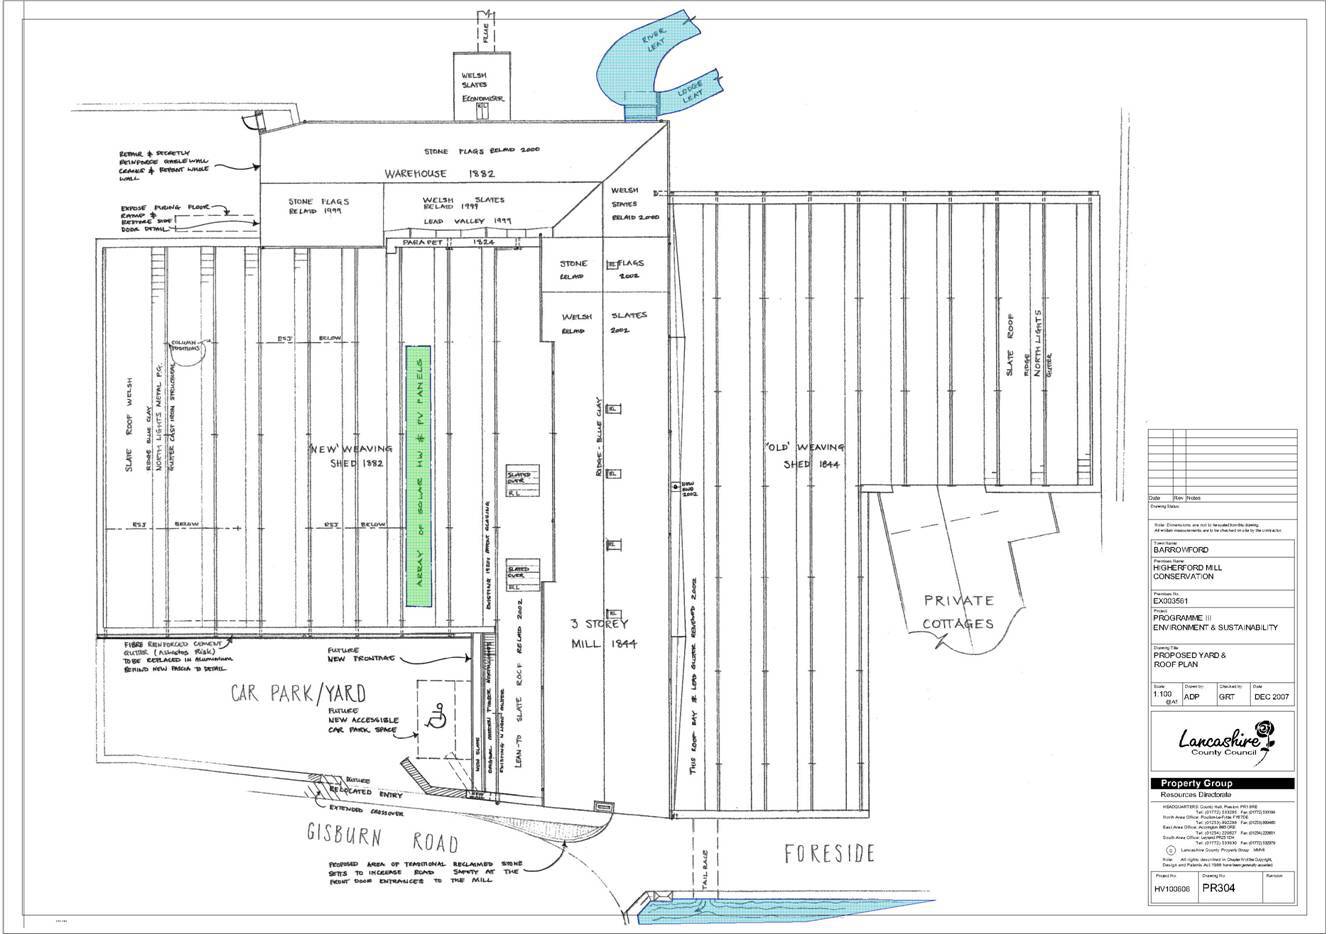 FLUE
RIVER
LEAT
LODGE
LEAT
WELSH
SLATES
ECONOMISER
RL
STONE FLAGS RELAID 2000
WAREHOUSE 1882
REPAIR & SECRETLY
REINFORCE GABLE WALL
CRACKS & REPOINT WHOLE
WALL
EXPOSE FURING FLOOR
RAMP &
RESTORE SIDE
DOOR DETAIL
STONE FLAGS
RELAID 1999
WELSH SLATES
RELAID 1999
LEAD VALLEY 1999
PARAPET 1824
WELSH
STATES
RELAID 2000
STONE FLAGS
RELAID 2002
WELSH SLATES
RELAID 2002
COLUMN
POSITIONS
RSJ BELOW
SLATE ROOF WELSH
RIDGE BLUE CLAY
NORTH LIGHTS METAL P.G.
GUTTER CAST IRON STRUCTURAL
'NEW' WEAVING
SHED 1882
ARRAY OF SOLAR HW & PV PANELS
RSJ BELOW
RSJ BELOW
SLATED
OVER
RL
SLATED
OVER
RL
RIDGE - BLUE CLAY
RL
RL
RL
RL
NEW
END
2002
'OLD' WEAVING
SHED 1844
SLATE ROOF
RIDGE
NORTH LIGHTS
GUTTER
PRIVATE
COTTAGES
3 STOREY
MILL 1844
LEAN-TO SLATE ROOF RELAID 2002
THIS ROOF BAY & LEAD GUTTER RENEWED 2002
FIBRE REINFORCED CEMENT
GUTTER (Asbestos Risk)
TO BE REPLACED IN ALUMINIUM
BEHIND NEW FASCIA TO DETAIL
FUTURE
NEW FRONTAGE
CAR PARK/YARD
FUTURE
NEW ACCESSIBLE
CAR PARK SPACE
FUTURE
RELOCATED ENTRY
EXTENDED CROSSOVER
GISBURN ROAD
PROPOSED AREA OF TRADITIONAL RECLAIMED STONE
SETTS TO INCREASE ROAD SAFETY AT THE
FRONT DOOR ENTRANCES TO THE MILL
FORESIDE
TAIL RACE
Date Rev Notes
Drawing Status
Note: Dimensions are not to be scaled from this drawing.
All written measurements are to be checked on site by the contractor.
Town Name
BARROWFORD
Premises Name
HIGHERFORD MILL
CONSERVATION
Premises No.
EX003561
Project
PROGRAMME III
ENVIRONMENT & SUSTAINABILITY
Drawing Title
PROPOSED YARD &
ROOF PLAN
Scale Drawn by Checked by Date
1:100 @A1 ADP GRT DEC 2007
Lancashire
County Council
Property Group
Resources Directorate
Project No Drawing No Revision
HV100608 PR304